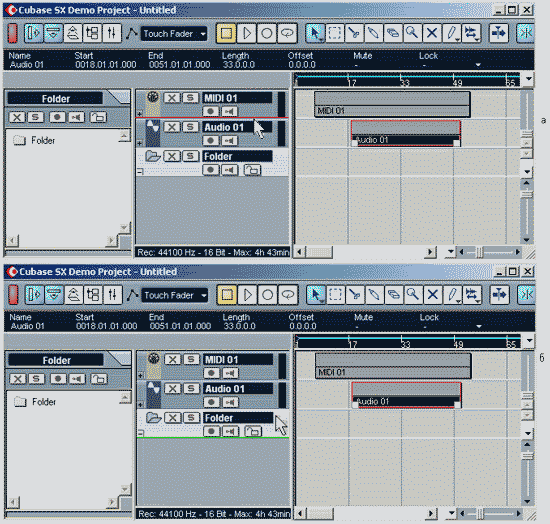 Cubase SX Demo Project - Untitled
Touch Fader
Name Start End Length Offset Mute Lock
Audio 01 0018.01.01.000 0051.01.01.000 33.0.0.0 0.0.0.0 - -
17 33 49 65
Folder
X S MIDI 01
MIDI 01
X S
X S Audio 01
Folder
Audio 01
X S Folder
Rec: 44100 Hz - 16 Bit - Max: 4h 43min
a
Cubase SX Demo Project - Untitled
Touch Fader
Name Start End Length Offset Mute Lock
Audio 01 0018.01.01.000 0051.01.01.000 33.0.0.0 0.0.0.0 - -
17 33 49 65
Folder
X S MIDI 01
MIDI 01
X S
X S Audio 01
Folder
Audio 01
X S Folder
Rec: 44100 Hz - 16 Bit - Max: 4h 43min
б